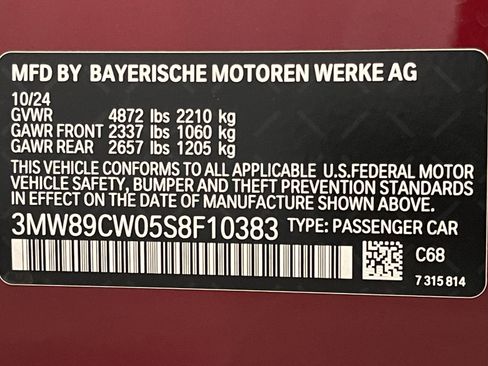 MFD BY BAYERISCHE MOTOREN WERKE AG
10/24
GVWR 4872 lbs 2210 kg
GAWR FRONT 2337 lbs 1060 kg
GAWR REAR 2657 lbs 1205 kg
THIS VEHICLE CONFORMS TO ALL APPLICABLE U.S.FEDERAL MOTOR
VEHICLE SAFETY, BUMPER AND THEFT PREVENTION STANDARDS
IN EFFECT ON THE DATE OF MANUFACTURE SHOWN ABOVE.
3MW89CW05S8F10383 TYPE: PASSENGER CAR
C68
7 315 814